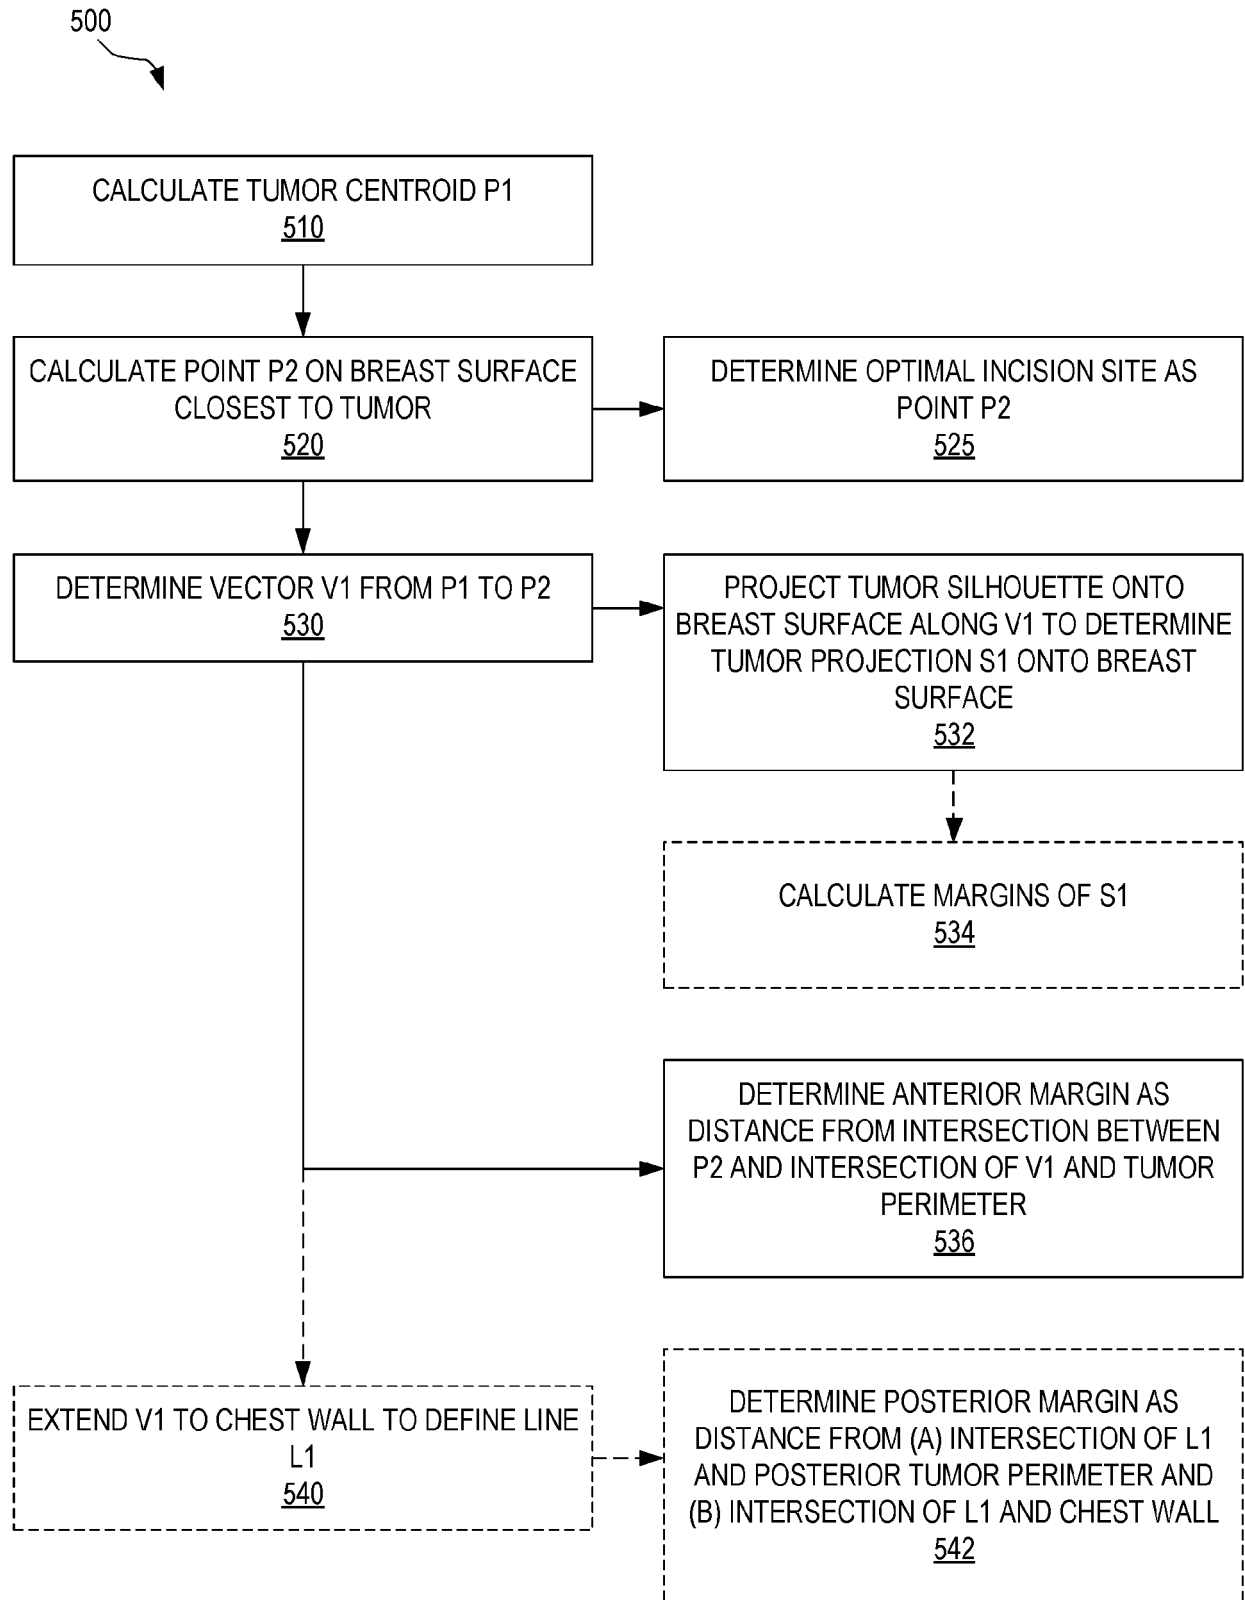 500
CALCULATE TUMOR CENTROID P1
510
CALCULATE POINT P2 ON BREAST SURFACE
CLOSEST TO TUMOR
520
DETERMINE OPTIMAL INCISION SITE AS
POINT P2
525
DETERMINE VECTOR V1 FROM P1 TO P2
530
PROJECT TUMOR SILHOUETTE ONTO
BREAST SURFACE ALONG V1 TO DETERMINE
TUMOR PROJECTION S1 ONTO BREAST
SURFACE
532
CALCULATE MARGINS OF S1
534
DETERMINE ANTERIOR MARGIN AS
DISTANCE FROM INTERSECTION BETWEEN
P2 AND INTERSECTION OF V1 AND TUMOR
PERIMETER
536
EXTEND V1 TO CHEST WALL TO DEFINE LINE
L1
540
DETERMINE POSTERIOR MARGIN AS
DISTANCE FROM (A) INTERSECTION OF L1
AND POSTERIOR TUMOR PERIMETER AND
(B) INTERSECTION OF L1 AND CHEST WALL
542